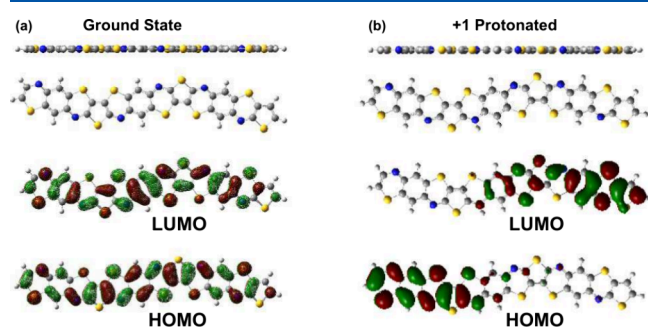 (a) Ground State
LUMO
HOMO
(b) +1 Protonated
LUMO
HOMO